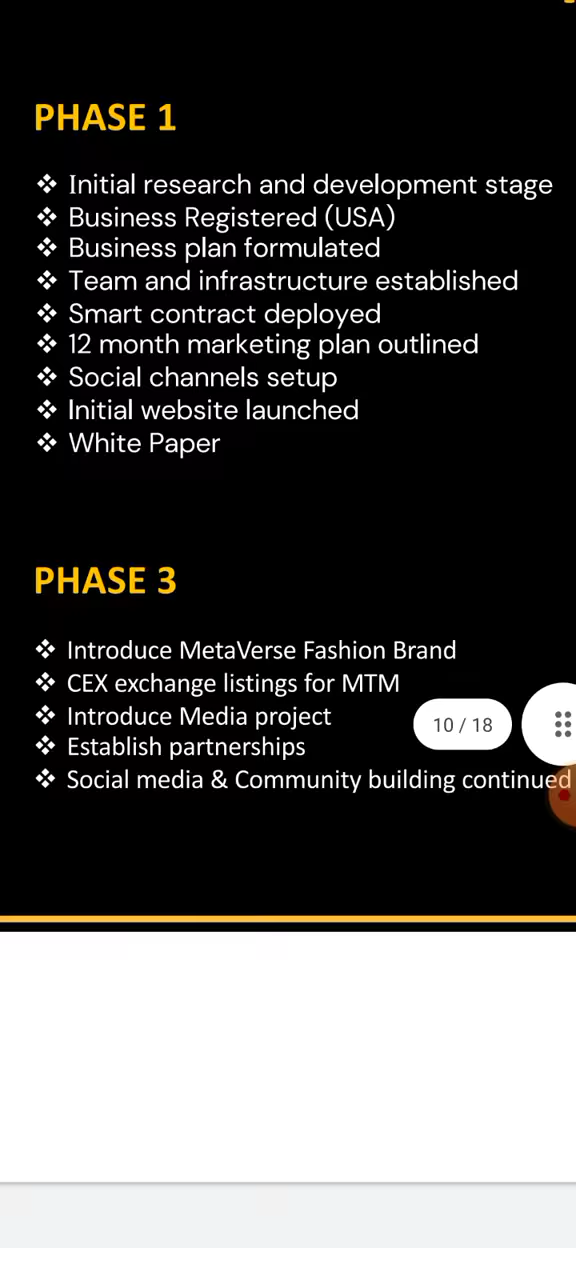 PHASE 1
❖ Initial research and development stage
❖ Business Registered (USA)
❖ Business plan formulated
❖ Team and infrastructure established
❖ Smart contract deployed
❖ 12 month marketing plan outlined
❖ Social channels setup
❖ Initial website launched
❖ White Paper
PHASE 3
❖ Introduce MetaVerse Fashion Brand
❖ CEX exchange listings for MTM
❖ Introduce Media project
10 / 18
❖ Establish partnerships
❖ Social media & Community building continued